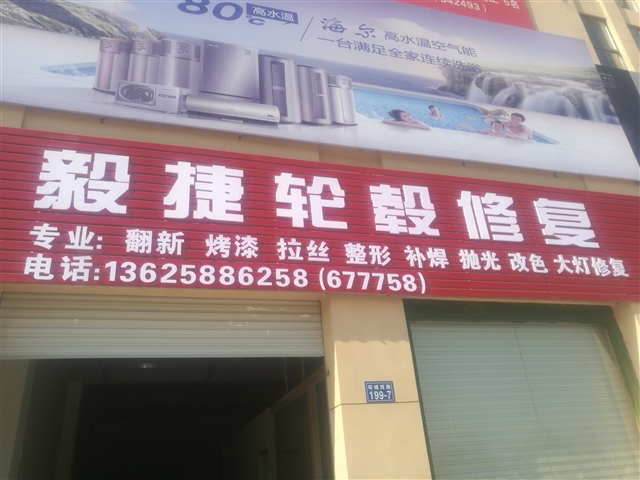 80℃ 高水温
海尔 高水温空气能
一台满足全家连续洗浴
毅捷轮毂修复
专业: 翻新 烤漆 拉丝 整形 补焊 抛光 改色 大灯修复
电话:13625886258 (677758)
199-7